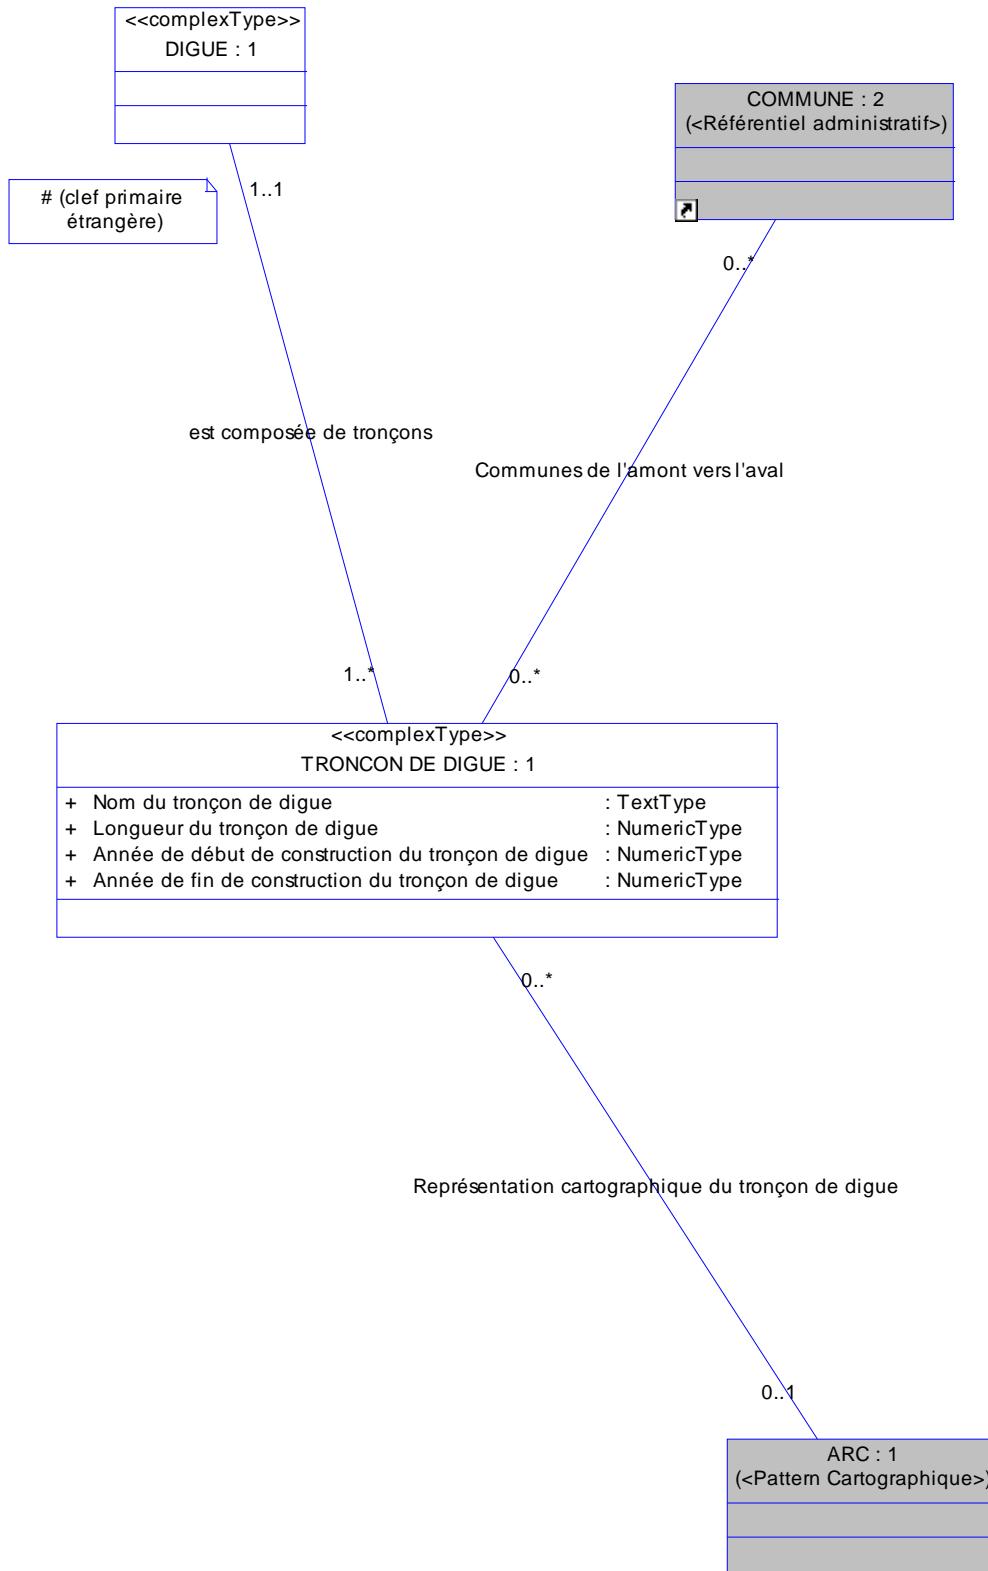 <<complexType>>
DIGUE : 1
COMMUNE : 2
(<Référentiel administratif>)
# (clef primaire
étrangère)
1..1
0..*
est composée de tronçons
Communes de l'amont vers l'aval
1..*
0..*
<<complexType>>
TRONCON DE DIGUE : 1
+ Nom du tronçon de digue : TextType
+ Longueur du tronçon de digue : NumericType
+ Année de début de construction du tronçon de digue : NumericType
+ Année de fin de construction du tronçon de digue : NumericType
0..*
Représentation cartographique du tronçon de digue
0..1
ARC : 1
(<Pattern Cartographique>)